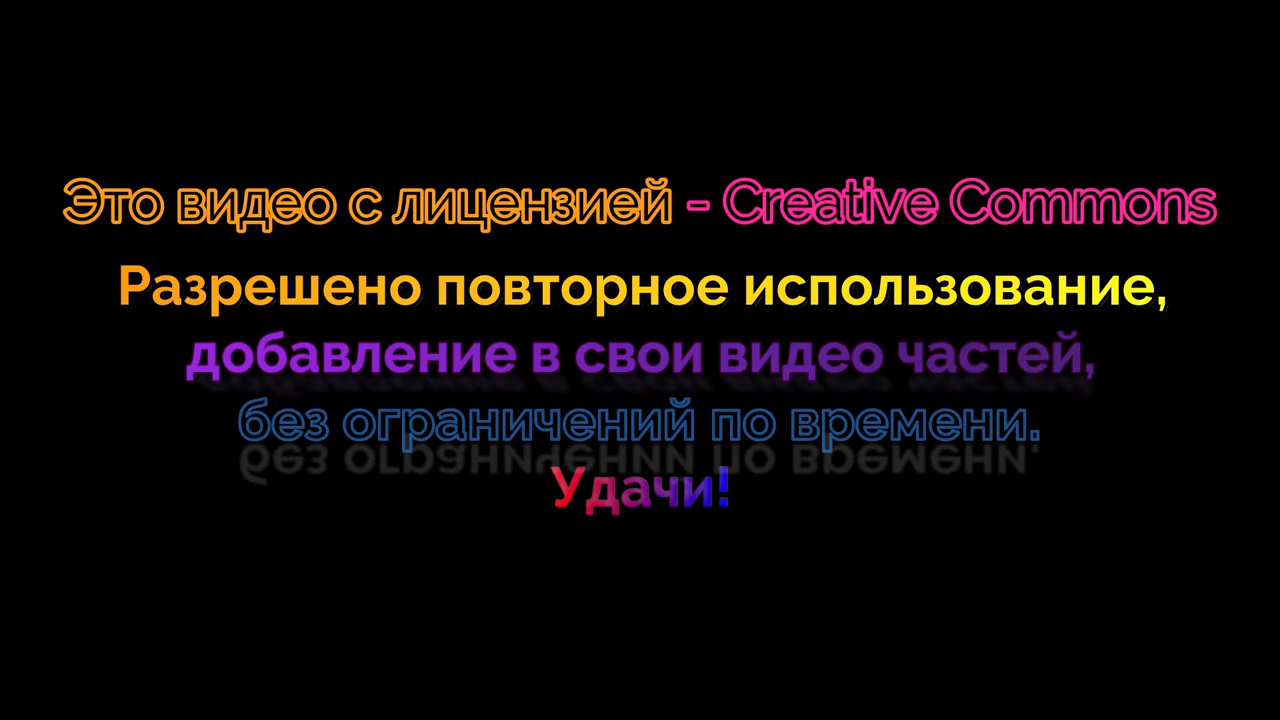 Это видео с лицензией - Creative Commons
Разрешено повторное использование,
добавление в свои видео частей,
без ограничений по времени.
Удачи!